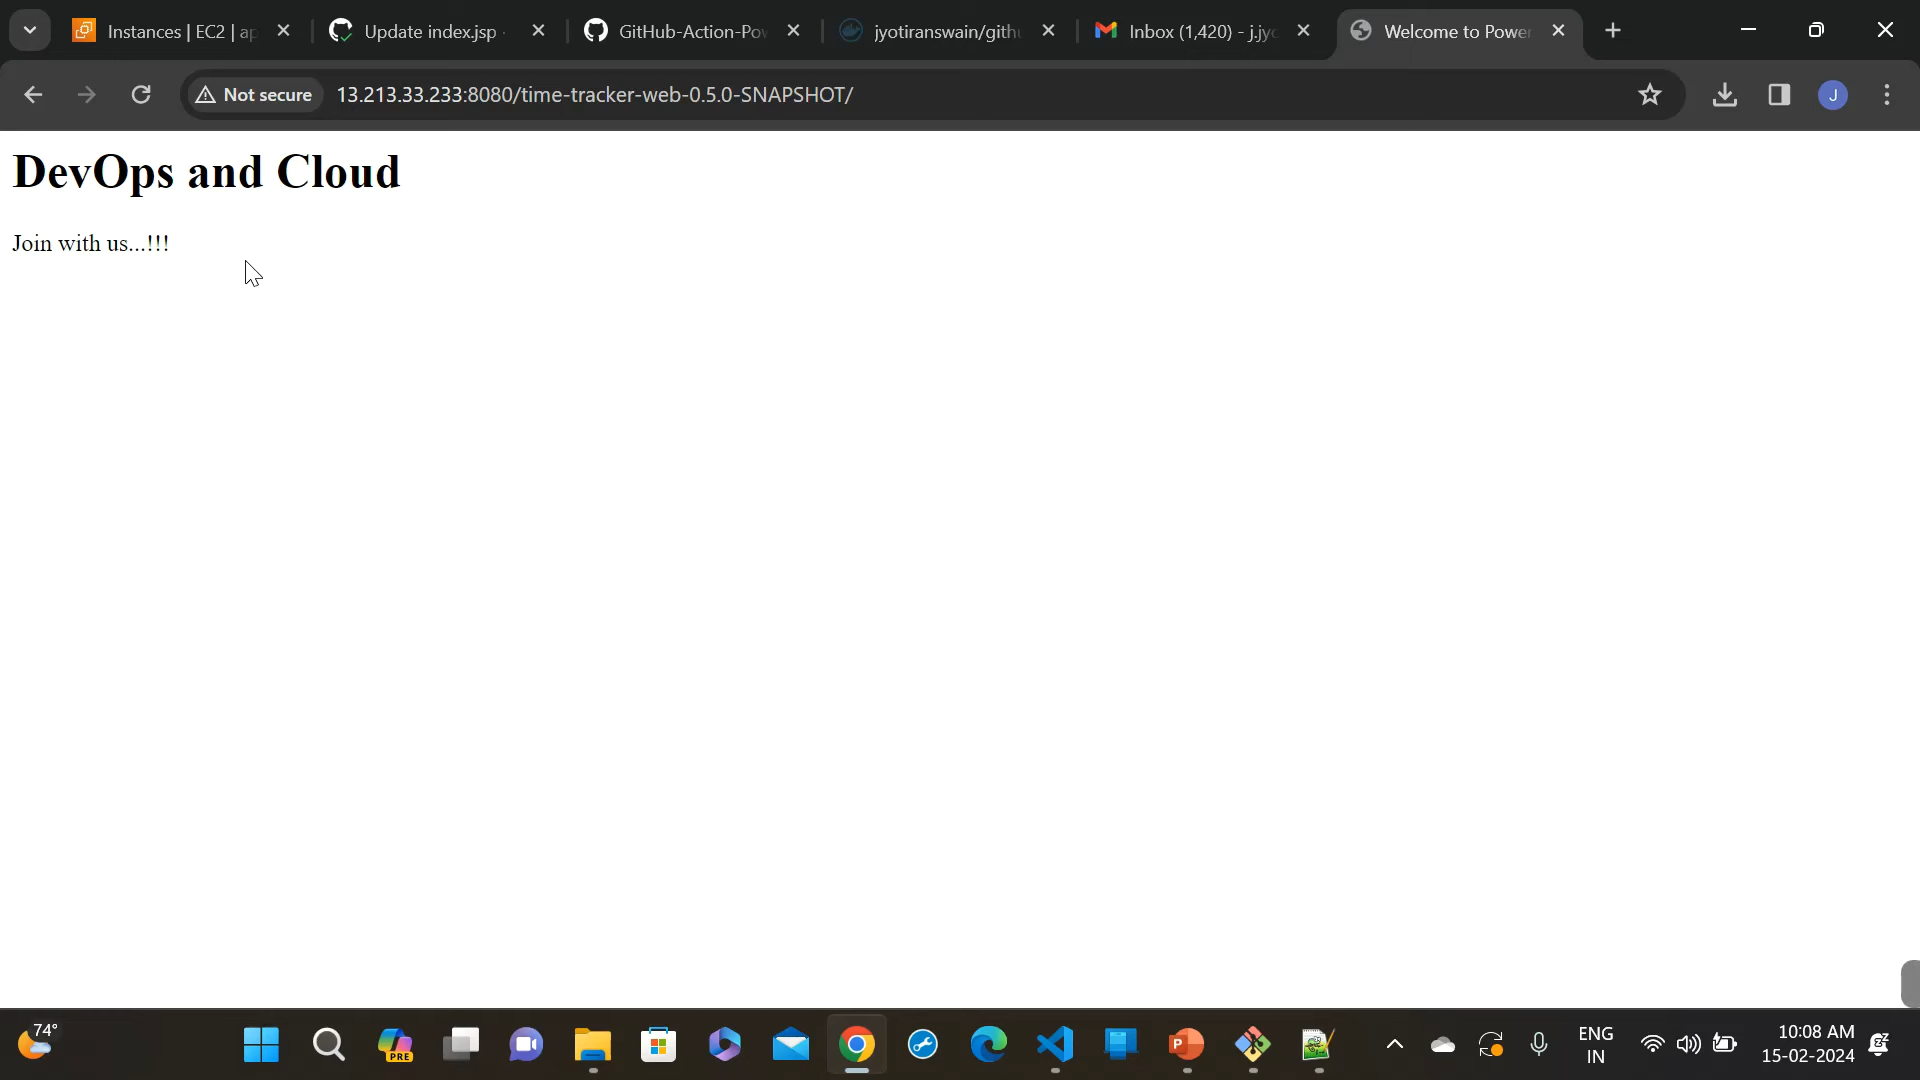 Instances | EC2 | ap
Update index.jsp
GitHub-Action-Pow
jyotiranswain/gith
Inbox (1,420) - j.jyo
Welcome to Power
Not secure
13.213.33.233:8080/time-tracker-web-0.5.0-SNAPSHOT/
J
DevOps and Cloud
Join with us...!!!
74°
PRE
P
ENG
IN
10:08 AM
15-02-2024